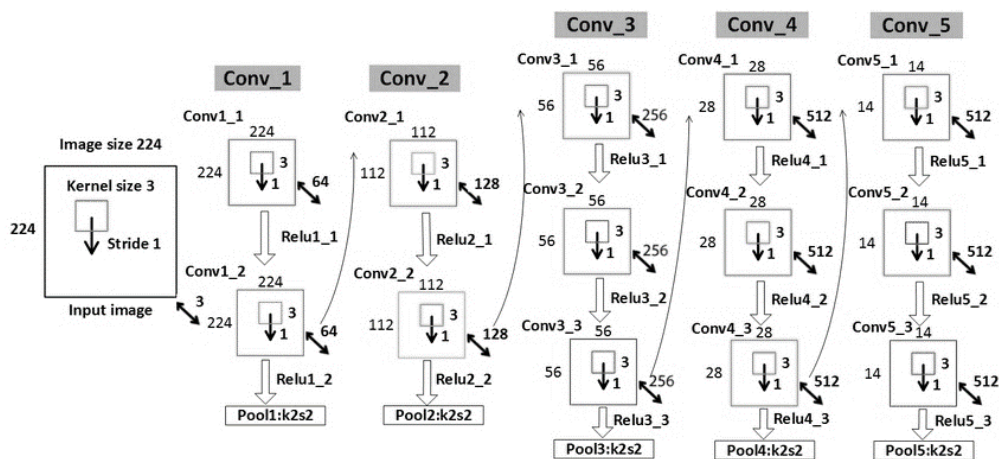 Image size 224
224
Kernel size 3
Stride 1
Input image
3
Conv_1
Conv1_1
224
224
3
1
64
Relu1_1
Conv1_2
224
224
3
1
64
Relu1_2
Pool1:k2s2
Conv_2
Conv2_1
112
112
3
1
128
Relu2_1
Conv2_2
112
112
3
1
128
Relu2_2
Pool2:k2s2
Conv_3
Conv3_1
56
56
3
1
256
Relu3_1
Conv3_2
56
56
3
1
256
Relu3_2
Conv3_3
56
56
3
1
256
Relu3_3
Pool3:k2s2
Conv_4
Conv4_1
28
28
3
1
512
Relu4_1
Conv4_2
28
28
3
1
512
Relu4_2
Conv4_3
28
28
3
1
512
Relu4_3
Pool4:k2s2
Conv_5
Conv5_1
14
14
3
1
512
Relu5_1
Conv5_2
14
14
3
1
512
Relu5_2
Conv5_3
14
14
3
1
512
Relu5_3
Pool5:k2s2